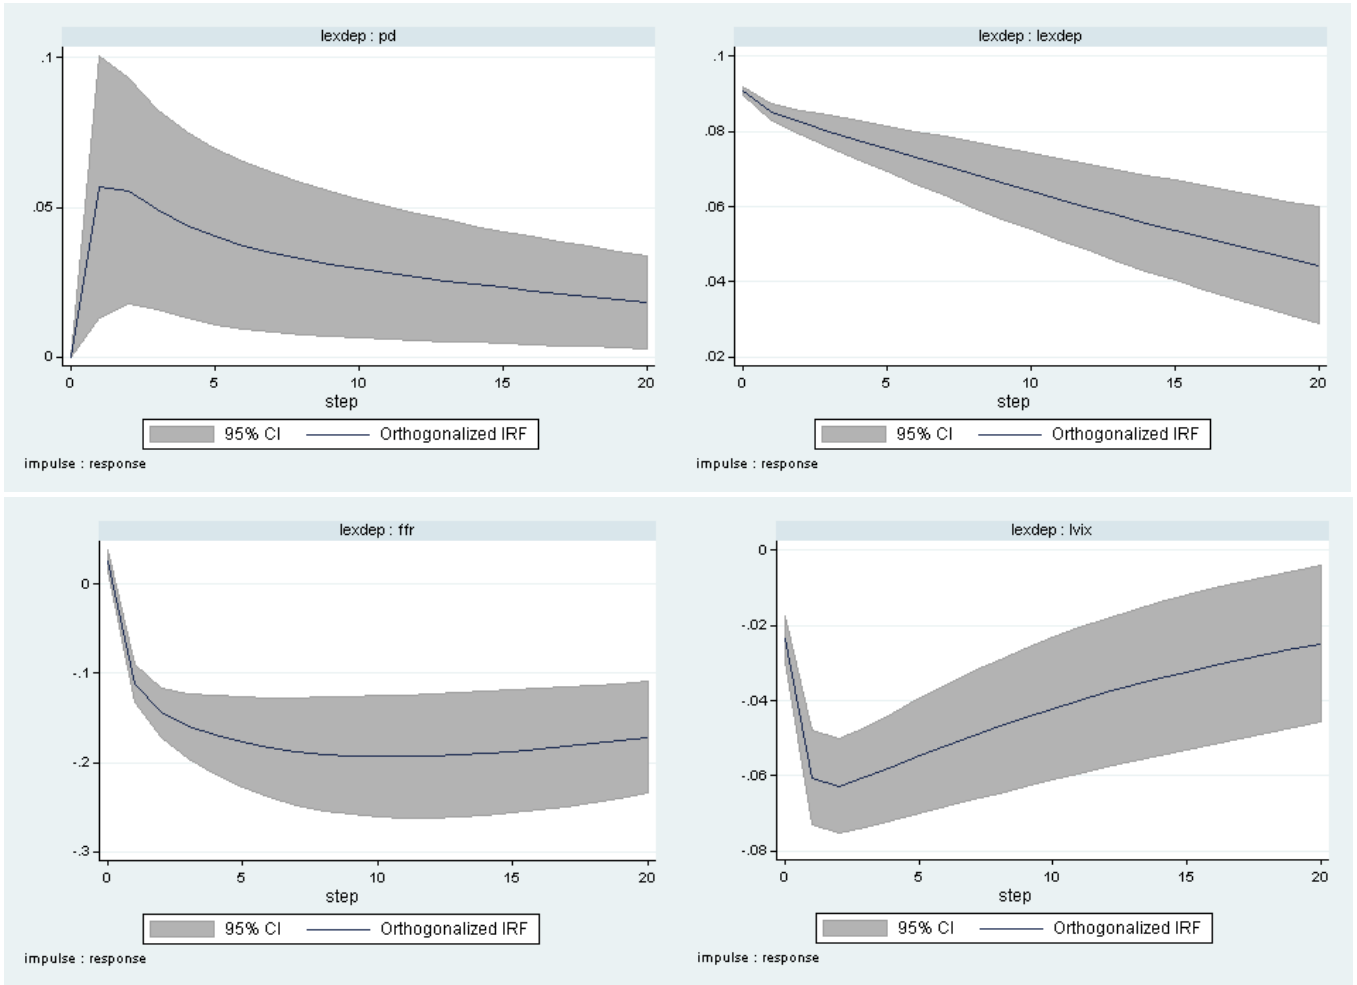 lexdep : pd
.1
.05
0
0 5 10 15 20
step
95% CI Orthogonalized IRF
impulse : response
lexdep : lexdep
.1
.08
.06
.04
.02
0 5 10 15 20
step
95% CI Orthogonalized IRF
impulse : response
lexdep : ffr
0
-.1
-.2
-.3
0 5 10 15 20
step
95% CI Orthogonalized IRF
impulse : response
lexdep : lvix
0
-.02
-.04
-.06
-.08
0 5 10 15 20
step
95% CI Orthogonalized IRF
impulse : response